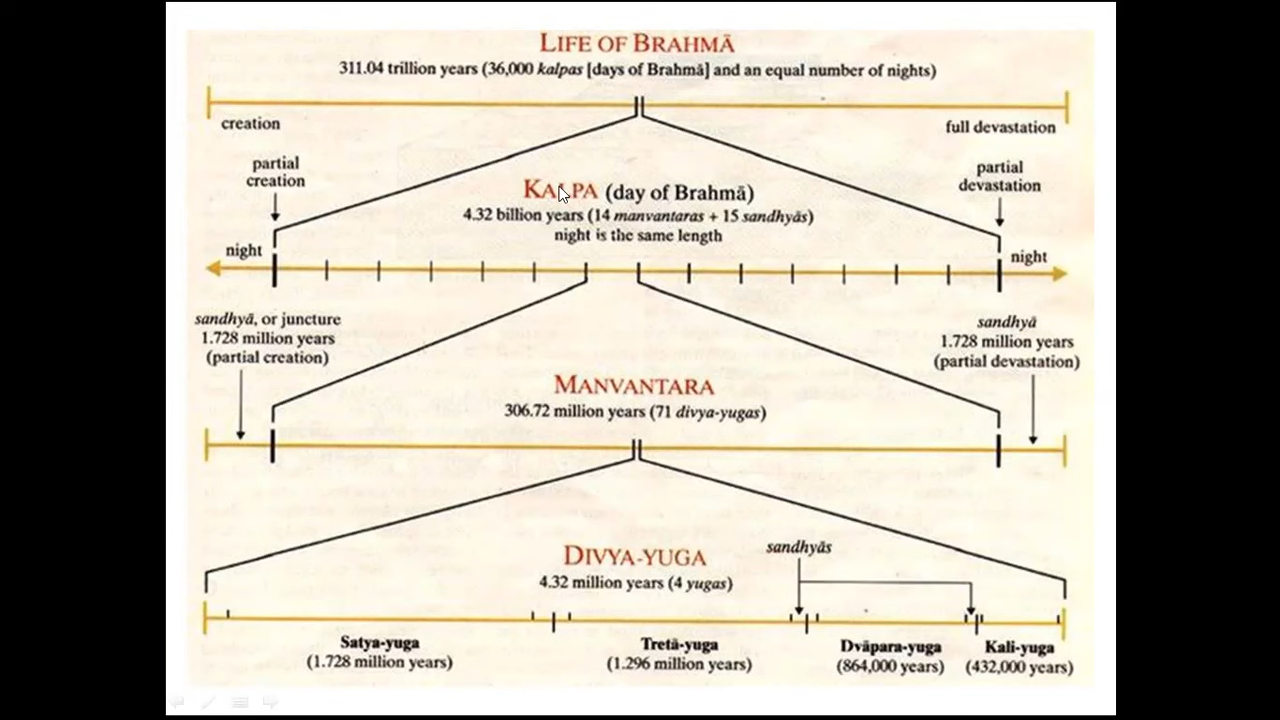 LIFE OF BRAHMĀ
311.04 trillion years (36,000 kalpas [days of Brahmā] and an equal number of nights)
creation
full devastation
partial
creation
partial
devastation
KALPA (day of Brahmā)
4.32 billion years (14 manvantaras + 15 sandhyās)
night is the same length
night
night
sandhyā, or juncture
1.728 million years
(partial creation)
sandhyā
1.728 million years
(partial devastation)
MANVANTARA
306.72 million years (71 divya-yugas)
DIVYA-YUGA
4.32 million years (4 yugas)
sandhyās
Satya-yuga
(1.728 million years)
Tretā-yuga
(1.296 million years)
Dvāpara-yuga
(864,000 years)
Kali-yuga
(432,000 years)